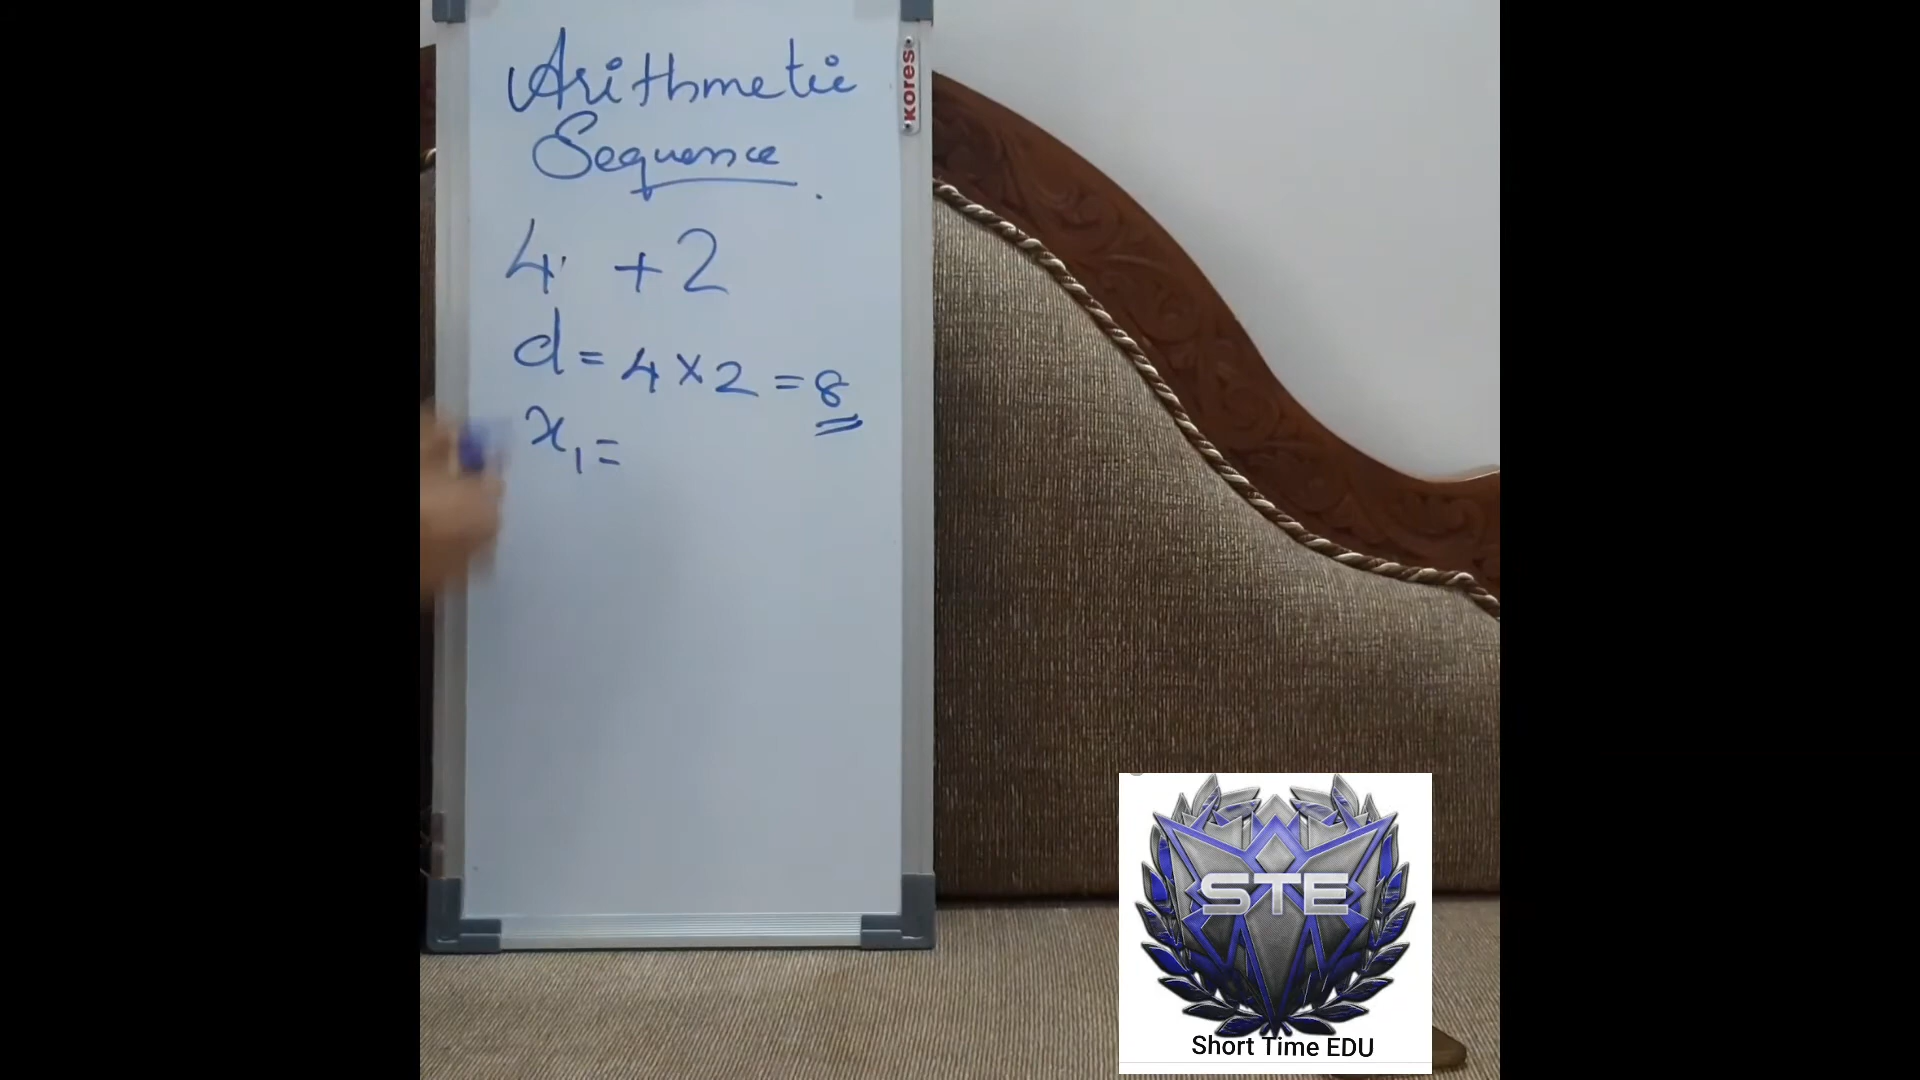 Arithmetic
Sequence
4 +2
d = 4 × 2 = 8
x₁ =
kores
STE
Short Time EDU